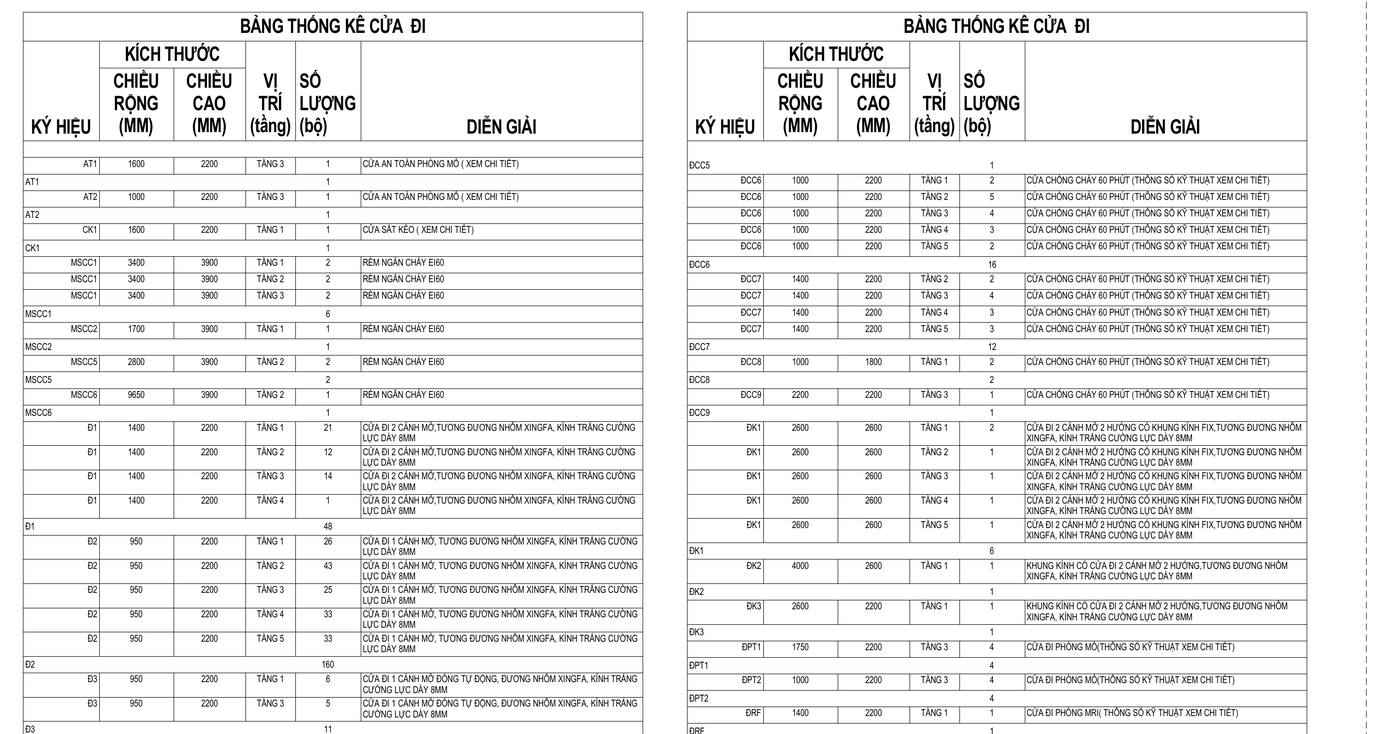 BẢNG THỐNG KÊ CỬA ĐI
KÝ HIỆU KÍCH THƯỚC CHIỀU RỘNG (MM) CHIỀU CAO (MM) VỊ TRÍ (tầng) SỐ LƯỢNG (bộ) DIỄN GIẢI
AT1 1600 2200 TẦNG 3 1 CỬA AN TOÀN PHÒNG MỔ ( XEM CHI TIẾT)
AT1 1
AT2 1000 2200 TẦNG 3 1 CỬA AN TOÀN PHÒNG MỔ ( XEM CHI TIẾT)
AT2 1
CK1 1600 2200 TẦNG 1 1 CỬA SẮT KÉO ( XEM CHI TIẾT)
CK1 1
MSCC1 3400 3900 TẦNG 1 2 RÈM NGĂN CHÁY EI60
MSCC1 3400 3900 TẦNG 2 2 RÈM NGĂN CHÁY EI60
MSCC1 3400 3900 TẦNG 3 2 RÈM NGĂN CHÁY EI60
MSCC1 6
MSCC2 1700 3900 TẦNG 1 1 RÈM NGĂN CHÁY EI60
MSCC2 1
MSCC5 2800 3900 TẦNG 2 2 RÈM NGĂN CHÁY EI60
MSCC5 2
MSCC6 9650 3900 TẦNG 2 1 RÈM NGĂN CHÁY EI60
MSCC6 1
Đ1 1400 2200 TẦNG 1 21 CỬA ĐI 2 CÁNH MỞ,TƯƠNG ĐƯƠNG NHÔM XINGFA, KÍNH TRẮNG CƯỜNG
LỰC DÀY 8MM
Đ1 1400 2200 TẦNG 2 12 CỬA ĐI 2 CÁNH MỞ,TƯƠNG ĐƯƠNG NHÔM XINGFA, KÍNH TRẮNG CƯỜNG
LỰC DÀY 8MM
Đ1 1400 2200 TẦNG 3 14 CỬA ĐI 2 CÁNH MỞ,TƯƠNG ĐƯƠNG NHÔM XINGFA, KÍNH TRẮNG CƯỜNG
LỰC DÀY 8MM
Đ1 1400 2200 TẦNG 4 1 CỬA ĐI 2 CÁNH MỞ,TƯƠNG ĐƯƠNG NHÔM XINGFA, KÍNH TRẮNG CƯỜNG
LỰC DÀY 8MM
Đ1 48
Đ2 950 2200 TẦNG 1 26 CỬA ĐI 1 CÁNH MỞ, TƯƠNG ĐƯƠNG NHÔM XINGFA, KÍNH TRẮNG CƯỜNG
LỰC DÀY 8MM
Đ2 950 2200 TẦNG 2 43 CỬA ĐI 1 CÁNH MỞ, TƯƠNG ĐƯƠNG NHÔM XINGFA, KÍNH TRẮNG CƯỜNG
LỰC DÀY 8MM
Đ2 950 2200 TẦNG 3 25 CỬA ĐI 1 CÁNH MỞ, TƯƠNG ĐƯƠNG NHÔM XINGFA, KÍNH TRẮNG CƯỜNG
LỰC DÀY 8MM
Đ2 950 2200 TẦNG 4 33 CỬA ĐI 1 CÁNH MỞ, TƯƠNG ĐƯƠNG NHÔM XINGFA, KÍNH TRẮNG CƯỜNG
LỰC DÀY 8MM
Đ2 950 2200 TẦNG 5 33 CỬA ĐI 1 CÁNH MỞ, TƯƠNG ĐƯƠNG NHÔM XINGFA, KÍNH TRẮNG CƯỜNG
LỰC DÀY 8MM
Đ2 160
Đ3 950 2200 TẦNG 1 6 CỬA ĐI 1 CÁNH MỞ ĐÓNG TỰ ĐỘNG, ĐƯƠNG NHÔM XINGFA, KÍNH TRẮNG
CƯỜNG LỰC DÀY 8MM
Đ3 950 2200 TẦNG 3 5 CỬA ĐI 1 CÁNH MỞ ĐÓNG TỰ ĐỘNG, ĐƯƠNG NHÔM XINGFA, KÍNH TRẮNG
CƯỜNG LỰC DÀY 8MM
Đ3 11
BẢNG THỐNG KÊ CỬA ĐI
KÝ HIỆU KÍCH THƯỚC CHIỀU RỘNG (MM) CHIỀU CAO (MM) VỊ TRÍ (tầng) SỐ LƯỢNG (bộ) DIỄN GIẢI
ĐCC5 1
ĐCC6 1000 2200 TẦNG 1 2 CỬA CHỐNG CHÁY 60 PHÚT (THÔNG SỐ KỸ THUẬT XEM CHI TIẾT)
ĐCC6 1000 2200 TẦNG 2 5 CỬA CHỐNG CHÁY 60 PHÚT (THÔNG SỐ KỸ THUẬT XEM CHI TIẾT)
ĐCC6 1000 2200 TẦNG 3 4 CỬA CHỐNG CHÁY 60 PHÚT (THÔNG SỐ KỸ THUẬT XEM CHI TIẾT)
ĐCC6 1000 2200 TẦNG 4 3 CỬA CHỐNG CHÁY 60 PHÚT (THÔNG SỐ KỸ THUẬT XEM CHI TIẾT)
ĐCC6 1000 2200 TẦNG 5 2 CỬA CHỐNG CHÁY 60 PHÚT (THÔNG SỐ KỸ THUẬT XEM CHI TIẾT)
ĐCC6 16
ĐCC7 1400 2200 TẦNG 2 2 CỬA CHỐNG CHÁY 60 PHÚT (THÔNG SỐ KỸ THUẬT XEM CHI TIẾT)
ĐCC7 1400 2200 TẦNG 3 4 CỬA CHỐNG CHÁY 60 PHÚT (THÔNG SỐ KỸ THUẬT XEM CHI TIẾT)
ĐCC7 1400 2200 TẦNG 4 3 CỬA CHỐNG CHÁY 60 PHÚT (THÔNG SỐ KỸ THUẬT XEM CHI TIẾT)
ĐCC7 1400 2200 TẦNG 5 3 CỬA CHỐNG CHÁY 60 PHÚT (THÔNG SỐ KỸ THUẬT XEM CHI TIẾT)
ĐCC7 12
ĐCC8 1000 1800 TẦNG 1 2 CỬA CHỐNG CHÁY 60 PHÚT (THÔNG SỐ KỸ THUẬT XEM CHI TIẾT)
ĐCC8 2
ĐCC9 2200 2200 TẦNG 3 1 CỬA CHỐNG CHÁY 60 PHÚT (THÔNG SỐ KỸ THUẬT XEM CHI TIẾT)
ĐCC9 1
ĐK1 2600 2600 TẦNG 1 2 CỬA ĐI 2 CÁNH MỞ 2 HƯỚNG CÓ KHUNG KÍNH FIX,TƯƠNG ĐƯƠNG NHÔM
XINGFA, KÍNH TRẮNG CƯỜNG LỰC DÀY 8MM
ĐK1 2600 2600 TẦNG 2 1 CỬA ĐI 2 CÁNH MỞ 2 HƯỚNG CÓ KHUNG KÍNH FIX,TƯƠNG ĐƯƠNG NHÔM
XINGFA, KÍNH TRẮNG CƯỜNG LỰC DÀY 8MM
ĐK1 2600 2600 TẦNG 3 1 CỬA ĐI 2 CÁNH MỞ 2 HƯỚNG CÓ KHUNG KÍNH FIX,TƯƠNG ĐƯƠNG NHÔM
XINGFA, KÍNH TRẮNG CƯỜNG LỰC DÀY 8MM
ĐK1 2600 2600 TẦNG 4 1 CỬA ĐI 2 CÁNH MỞ 2 HƯỚNG CÓ KHUNG KÍNH FIX,TƯƠNG ĐƯƠNG NHÔM
XINGFA, KÍNH TRẮNG CƯỜNG LỰC DÀY 8MM
ĐK1 2600 2600 TẦNG 5 1 CỬA ĐI 2 CÁNH MỞ 2 HƯỚNG CÓ KHUNG KÍNH FIX,TƯƠNG ĐƯƠNG NHÔM
XINGFA, KÍNH TRẮNG CƯỜNG LỰC DÀY 8MM
ĐK1 6
ĐK2 4000 2600 TẦNG 1 1 KHUNG KÍNH CÓ CỬA ĐI 2 CÁNH MỞ 2 HƯỚNG,TƯƠNG ĐƯƠNG NHÔM
XINGFA, KÍNH TRẮNG CƯỜNG LỰC DÀY 8MM
ĐK2 1
ĐK3 2600 2200 TẦNG 1 1 KHUNG KÍNH CÓ CỬA ĐI 2 CÁNH MỞ 2 HƯỚNG,TƯƠNG ĐƯƠNG NHÔM
XINGFA, KÍNH TRẮNG CƯỜNG LỰC DÀY 8MM
ĐK3 1
ĐPT1 1750 2200 TẦNG 3 4 CỬA ĐI PHÒNG MỔ(THÔNG SỐ KỸ THUẬT XEM CHI TIẾT)
ĐPT1 4
ĐPT2 1000 2200 TẦNG 3 4 CỬA ĐI PHÒNG MỔ(THÔNG SỐ KỸ THUẬT XEM CHI TIẾT)
ĐPT2 4
ĐRF 1400 2200 TẦNG 1 1 CỬA ĐI PHÒNG MRI( THÔNG SỐ KỸ THUẬT XEM CHI TIẾT)
ĐRF 1